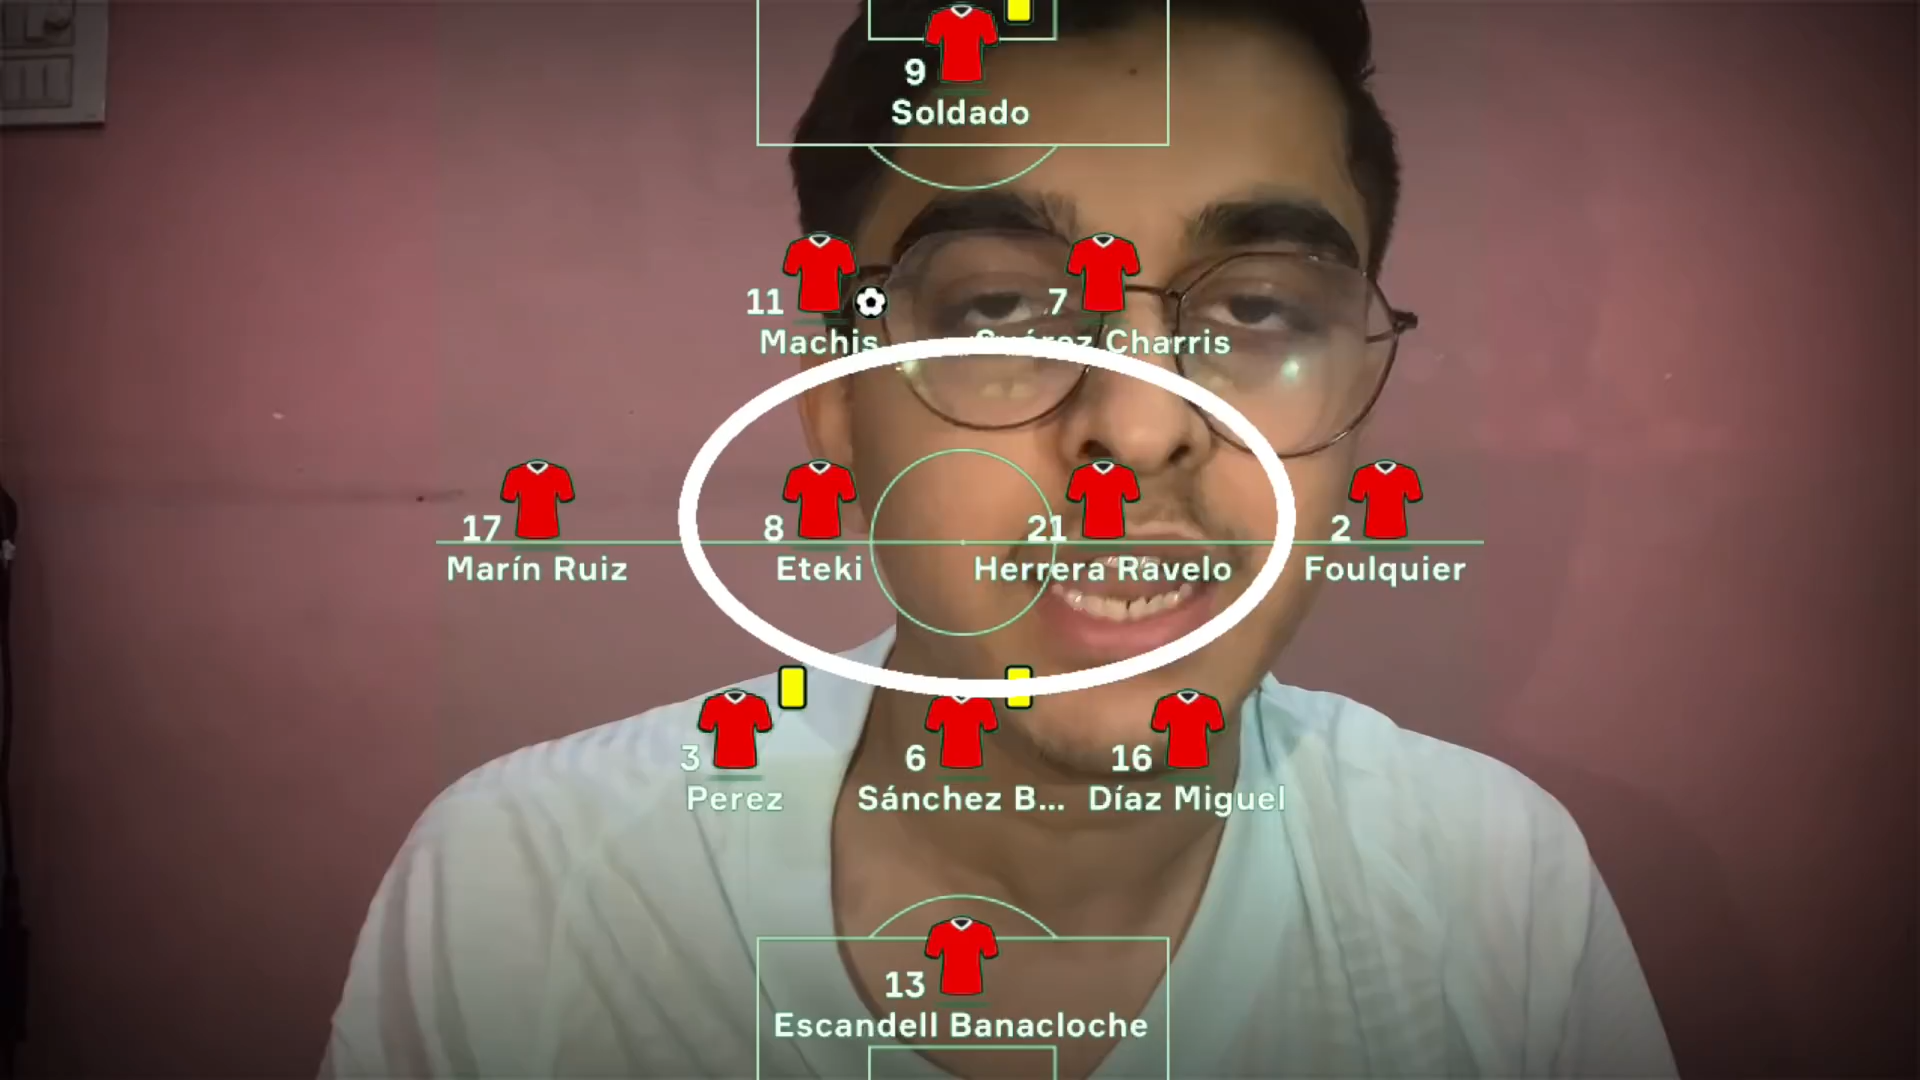 9
Soldado
11
7
Machis
Suárez Charris
17
8
21
2
Marín Ruiz
Eteki
Herrera Ravelo
Foulquier
3
6
16
Perez
Sánchez B...
Díaz Miguel
13
Escandell Banacloche